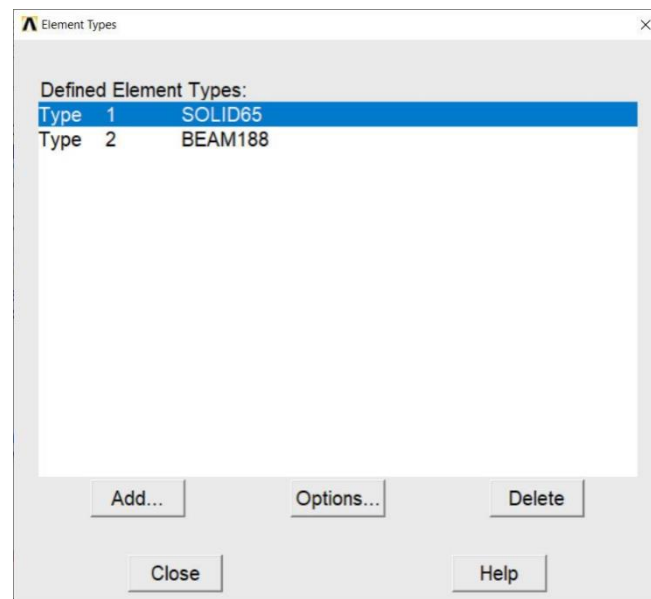 Element Types
Defined Element Types:
Type 1 SOLID65
Type 2 BEAM188
Add... Options... Delete
Close Help